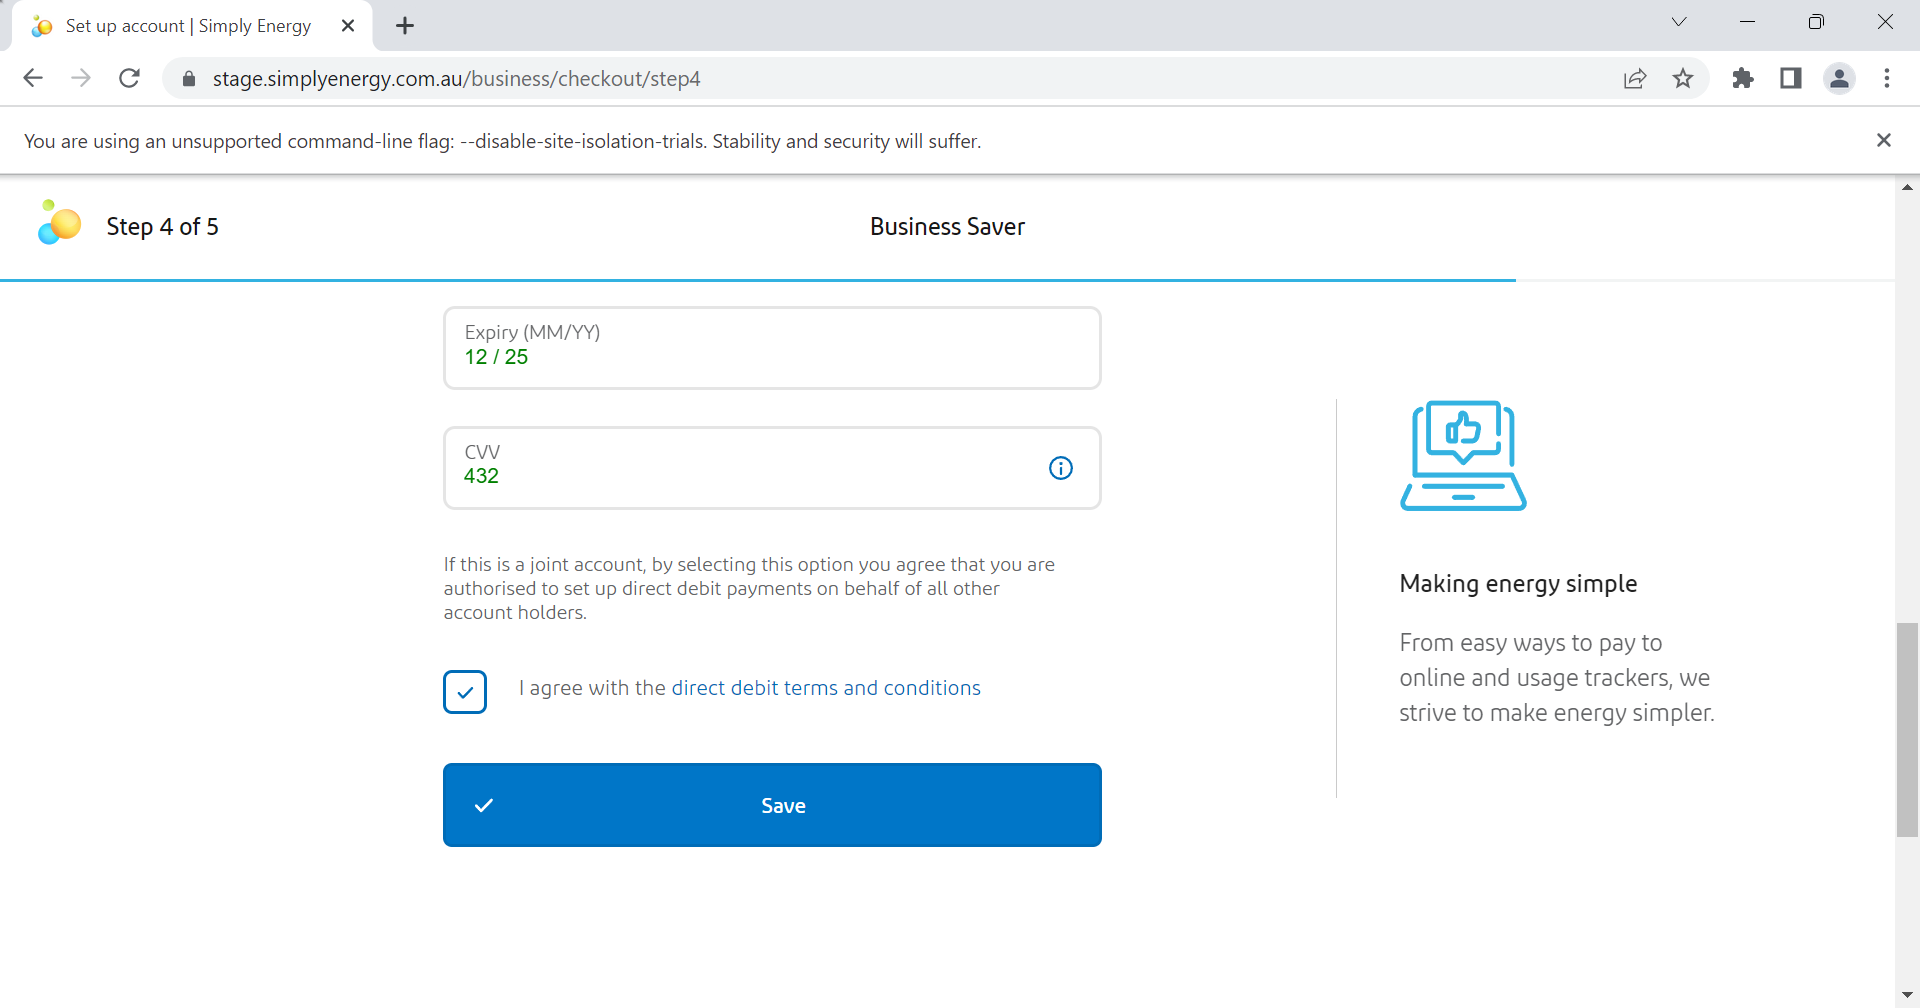 Set up account | Simply Energy
stage.simplyenergy.com.au/business/checkout/step4
You are using an unsupported command-line flag: --disable-site-isolation-trials. Stability and security will suffer.
Step 4 of 5
Business Saver
Expiry (MM/YY)
12 / 25
CVV
432
If this is a joint account, by selecting this option you agree that you are
authorised to set up direct debit payments on behalf of all other
account holders.
I agree with the direct debit terms and conditions
Save
Making energy simple
From easy ways to pay to
online and usage trackers, we
strive to make energy simpler.